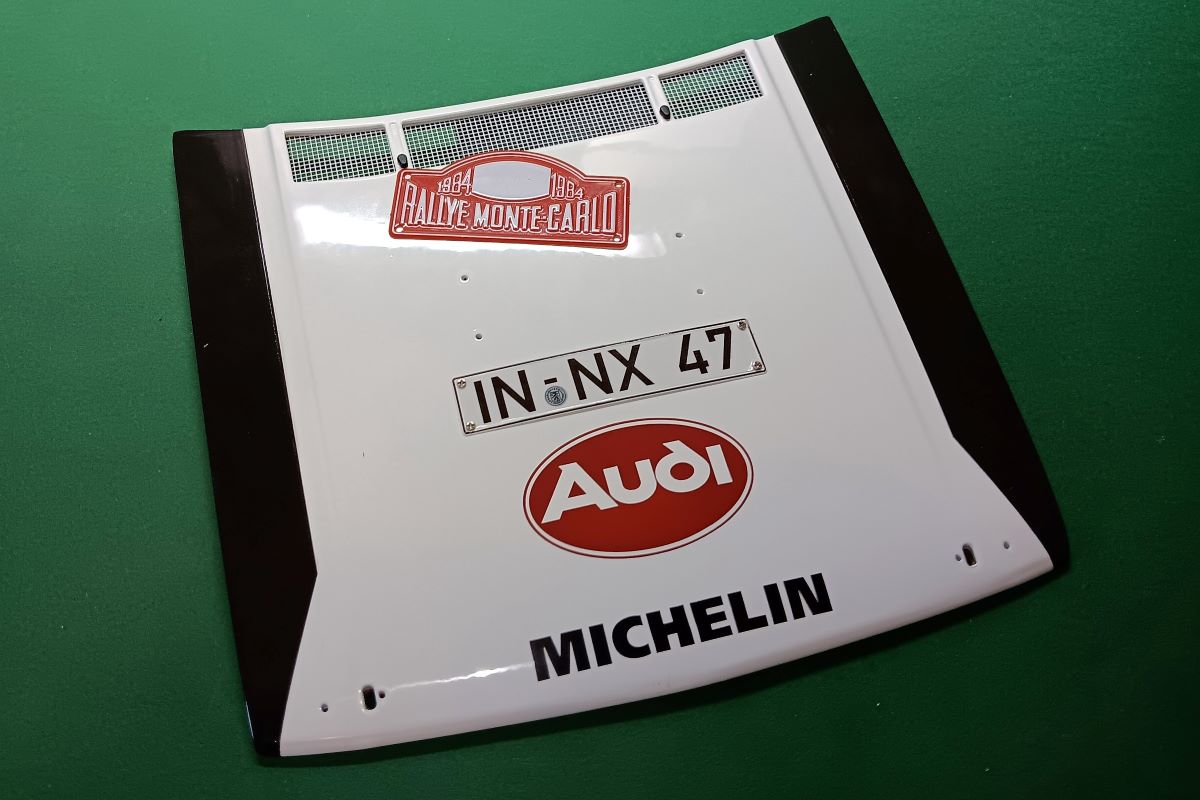 1984 1984
RALLYE MONTE-CARLO
IN-NX 47
Audi
MICHELIN